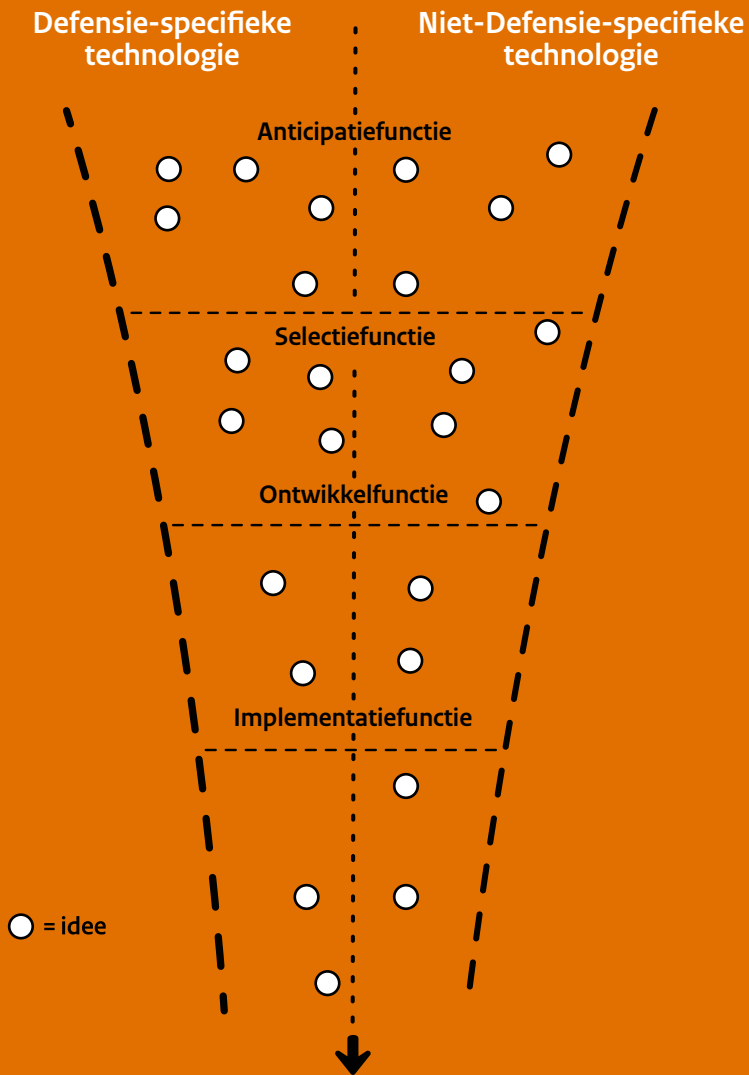 Defensie-specifieke
technologie
Niet-Defensie-specifieke
technologie
Anticipatiefunctie
Selectiefunctie
Ontwikkelfunctie
Implementatiefunctie
= idee